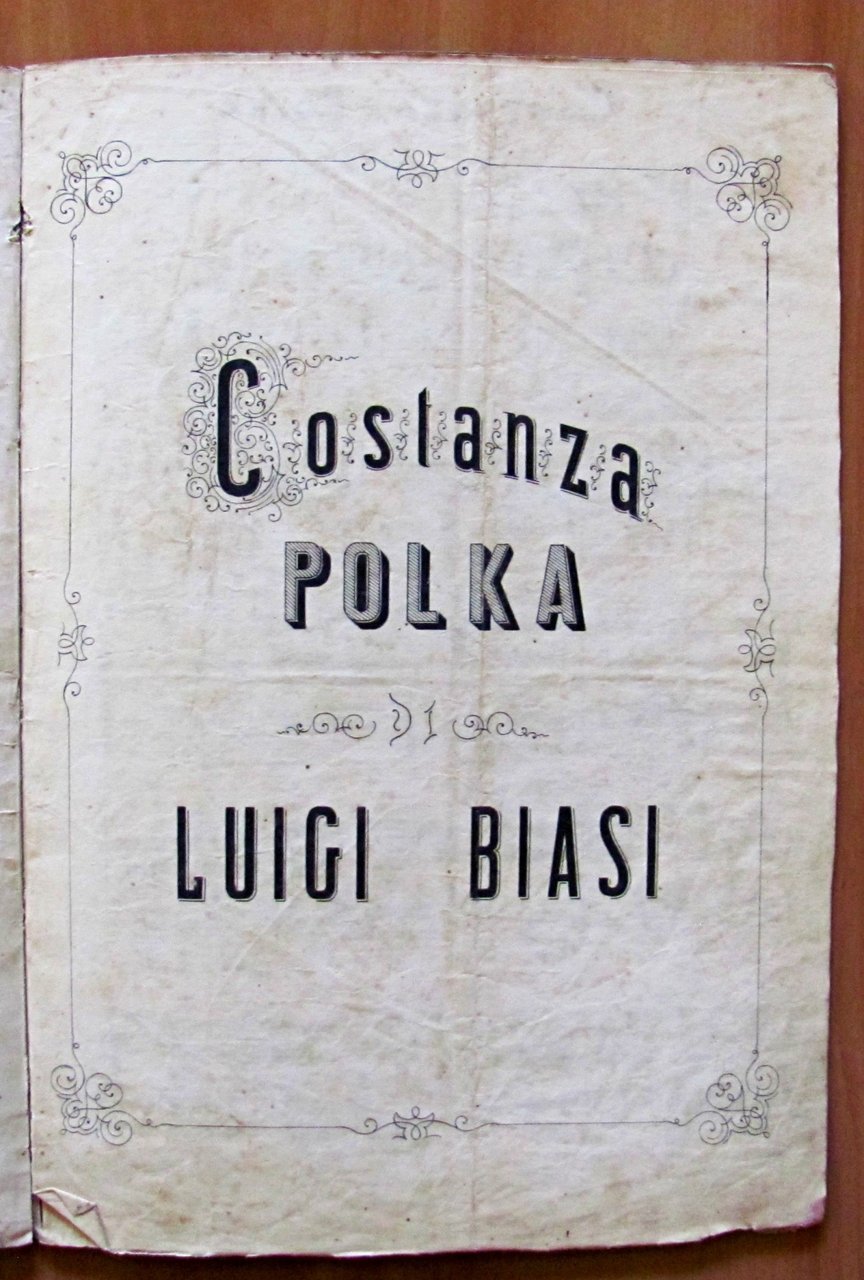 Costanza
POLKA
DI
LUIGI BIASI